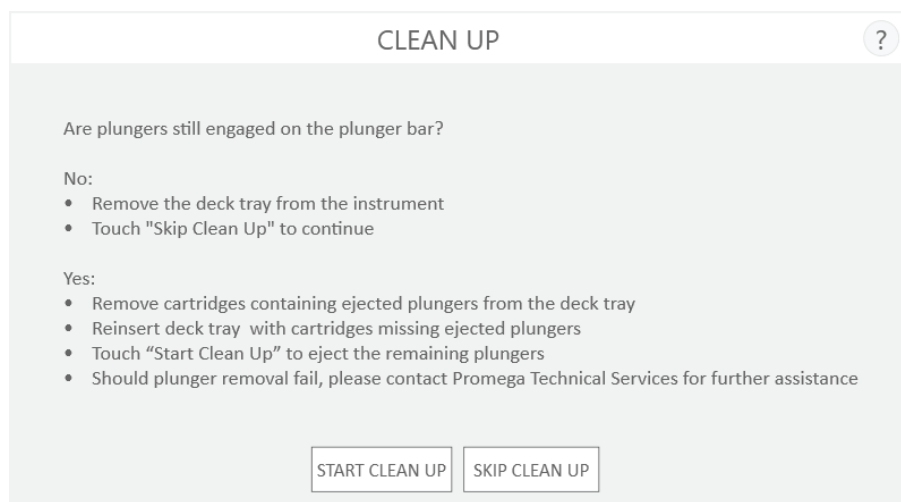 CLEAN UP
?
Are plungers still engaged on the plunger bar?
No:
• Remove the deck tray from the instrument
• Touch "Skip Clean Up" to continue
Yes:
• Remove cartridges containing ejected plungers from the deck tray
• Reinsert deck tray  with cartridges missing ejected plungers
• Touch “Start Clean Up” to eject the remaining plungers
• Should plunger removal fail, please contact Promega Technical Services for further assistance
START CLEAN UP
SKIP CLEAN UP